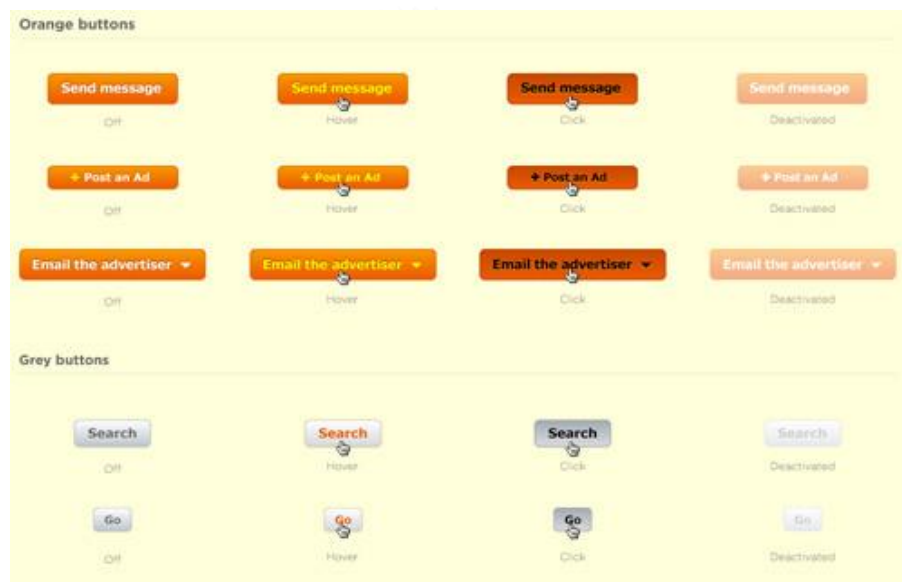 Orange buttons
Send message Send message Send message Send message
Off Hover Click Deactivated
+ Post an Ad + Post an Ad + Post an Ad + Post an Ad
Off Hover Click Deactivated
Email the advertiser Email the advertiser Email the advertiser Email the advertiser
Off Hover Click Deactivated
Grey buttons
Search Search Search Search
Off Hover Click Deactivated
Go Go Go Go
Off Hover Click Deactivated